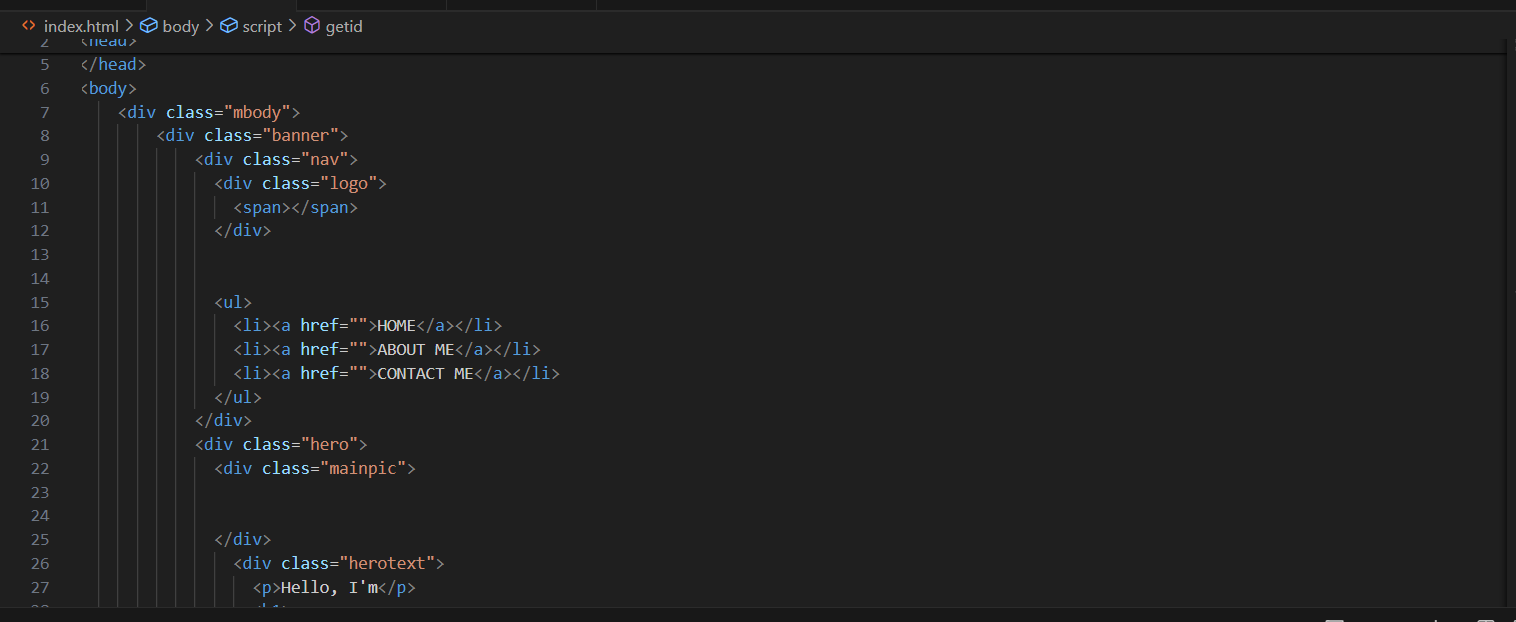 index.html > body > script > getid
2 <head>
5 </head>
6 <body>
7 <div class="mbody">
8 <div class="banner">
9 <div class="nav">
10 <div class="logo">
11 <span></span>
12 </div>
13
14
15 <ul>
16 <li><a href="">HOME</a></li>
17 <li><a href="">ABOUT ME</a></li>
18 <li><a href="">CONTACT ME</a></li>
19 </ul>
20 </div>
21 <div class="hero">
22 <div class="mainpic">
23
24
25 </div>
26 <div class="herotext">
27 <p>Hello, I'm</p>